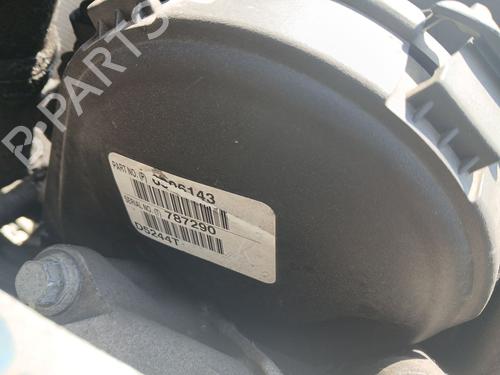 B-PARTS
PART NO. (P)
SERIAL NO. (T) 787290
D5244T